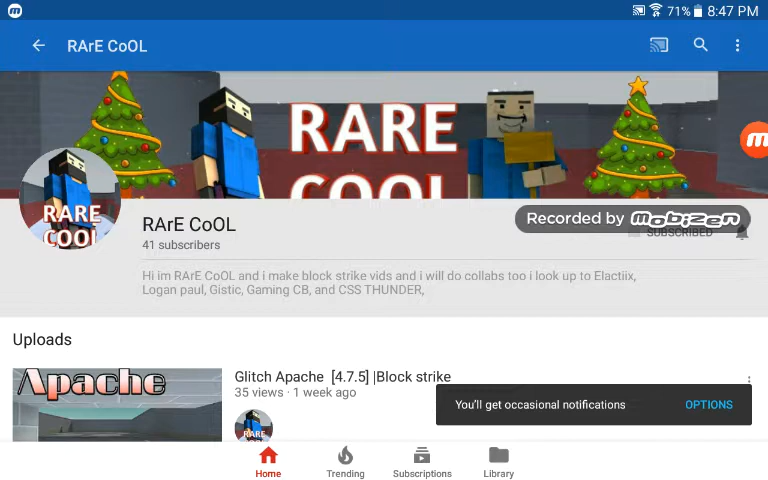 71% 8:47 PM
RArE CoOL
RARE
COOL
RARE
COOL
RArE CoOL
41 subscribers
Recorded by MOBIZEN
SUBSCRIBED
Hi im RArE CoOL and i make block strike vids and i will do collabs too i look up to Elactiix,
Logan paul, Gistic, Gaming CB, and CSS THUNDER,
Uploads
Apache
Glitch Apache [4.7.5] |Block strike
35 views · 1 week ago
RARE
You'll get occasional notifications OPTIONS
Home Trending Subscriptions Library